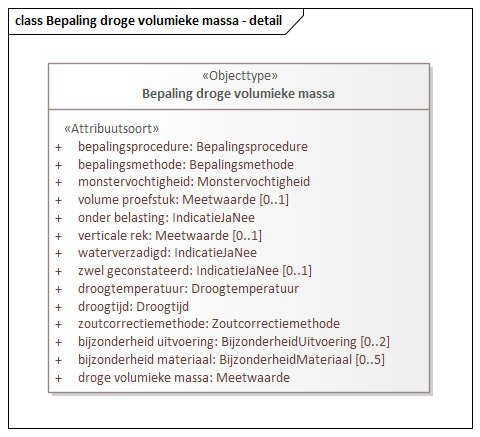 class Bepaling droge volumieke massa - detail
«Objecttype»
Bepaling droge volumieke massa
«Attribuutsoort»
+ bepalingsprocedure: Bepalingsprocedure
+ bepalingsmethode: Bepalingsmethode
+ monstervochtigheid: Monstervochtigheid
+ volume proefstuk: Meetwaarde [0..1]
+ onder belasting: IndicatieJaNee
+ verticale rek: Meetwaarde [0..1]
+ waterverzadigd: IndicatieJaNee
+ zwel geconstateerd: IndicatieJaNee [0..1]
+ droogtemperatuur: Droogtemperatuur
+ droogtijd: Droogtijd
+ zoutcorrectiemethode: Zoutcorrectiemethode
+ bijzonderheid uitvoering: BijzonderheidUitvoering [0..2]
+ bijzonderheid materiaal: BijzonderheidMateriaal [0..5]
+ droge volumieke massa: Meetwaarde